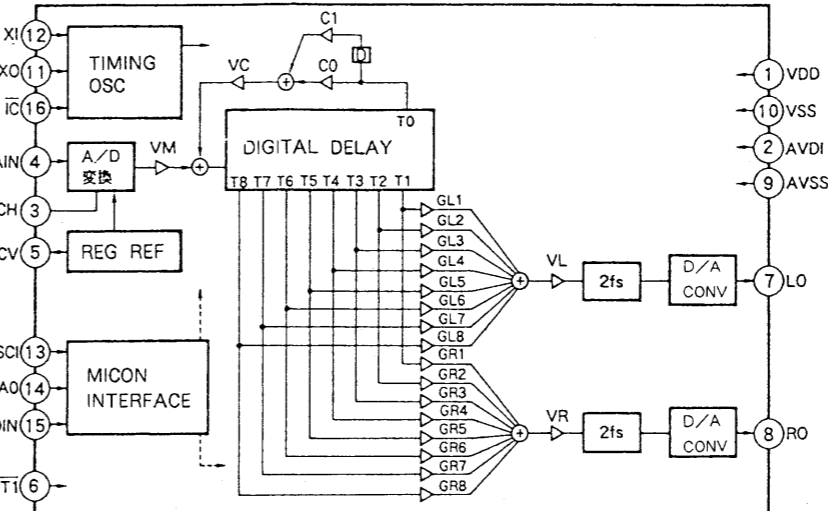 XI 12
TIMING
OSC
XO 11
IC 16
AIN 4
A/D
変換
VM
CH 3
CV 5
REG REF
C1
D
C0
VC
T0
DIGITAL DELAY
T8 T7 T6 T5 T4 T3 T2 T1
GL1
GL2
GL3
GL4
GL5
GL6
GL7
GL8
GR1
GR2
GR3
GR4
GR5
GR6
GR7
GR8
VL
2fs
D/A
CONV
7 LO
VR
2fs
D/A
CONV
8 RO
1 VDD
10 VSS
2 AVDI
9 AVSS
SCI 13
A0 14
DIN 15
MICON
INTERFACE
T1 6